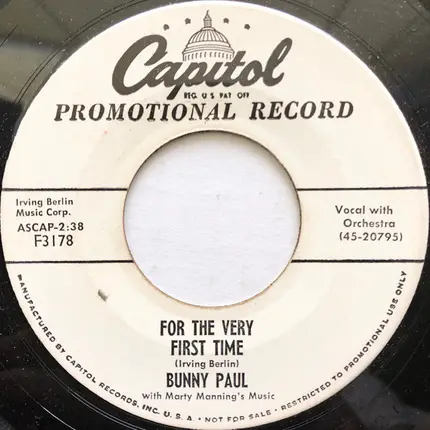 Capitol
REG. U S PAT OFF
PROMOTIONAL RECORD
Irving Berlin
Music Corp.
ASCAP-2:38
F3178
Vocal with
Orchestra
(45-20795)
FOR THE VERY
FIRST TIME
(Irving Berlin)
BUNNY PAUL
with Marty Manning's Music
MANUFACTURED BY CAPITOL RECORDS, INC. U. S. A. • NOT FOR SALE • RESTRICTED TO PROMOTIONAL USE ONLY